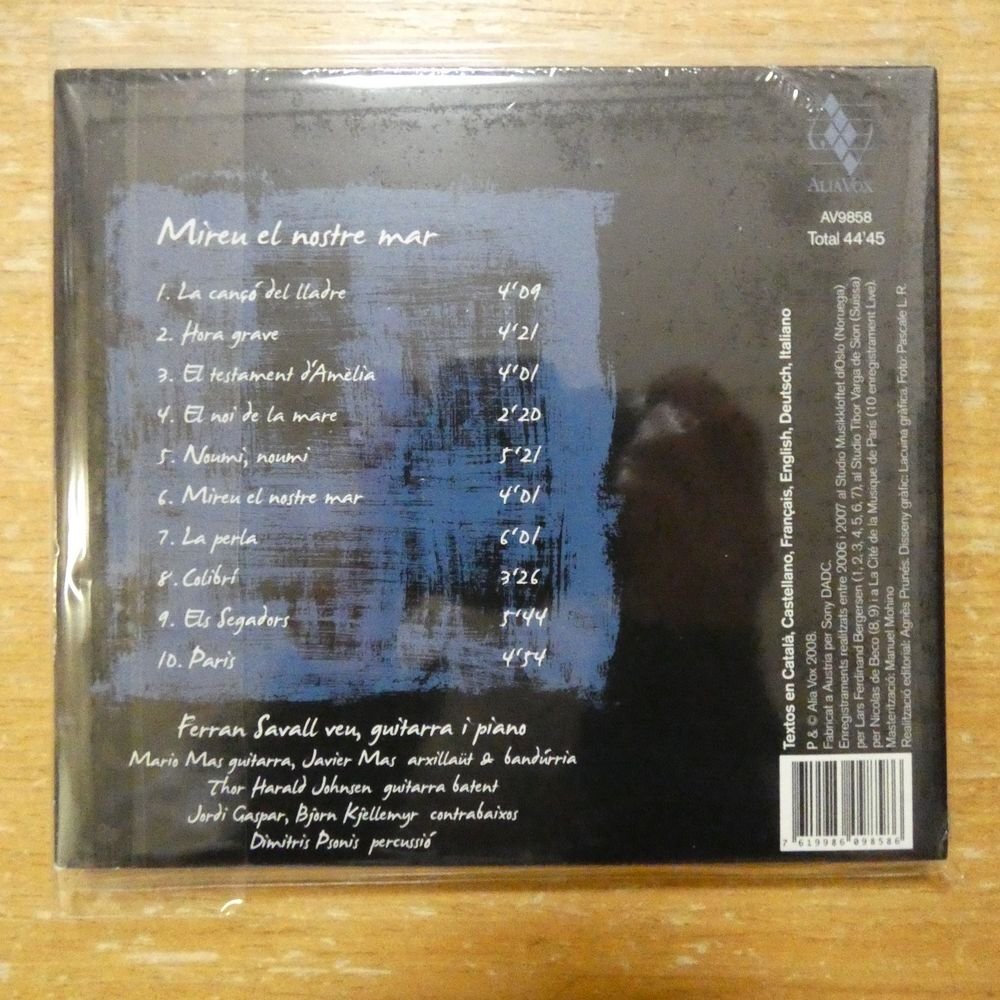 ALIAVOX
AV9858
Total 44'45
Mireu el nostre mar
1. La cançó del lladre 4'09
2. Hora grave 4'21
3. El testament d'Amèlia 4'01
4. El noi de la mare 2'20
5. Noumi, noumi 5'21
6. Mireu el nostre mar 4'01
7. La perla 6'01
8. Colibrí 3'26
9. Els Segadors 5'44
10. Paris 4'54
Ferran Savall veu, guitarra i piano
Mario Mas guitarra, Javier Mas arxillaüt & bandúrria
Thor Harald Johnsen guitarra batent
Jordi Gaspar, Bjorn Kjellemyr contrabaixos
Dimitris Psonis percussió
Textos en Català, Castellano, Français, English, Deutsch, Italiano
P & © Alia Vox 2008.
Fabricat a Austria per Sony DADC.
Enregistraments realitzats entre 2006 i 2007 al Studio Musikkloftet diOslo (Noruega)
per Lars Ferdinand Bergersen (1, 2, 3, 4, 5, 6, 7), al Studio Tibor Varga de Sion (Suissa)
per Nicolas de Beco (8, 9) i a La Cité de la Musique de Paris (10 enregistrament Live).
Masterització: Manuel Mohino
Realització editorial: Agnès Prunés. Disseny gràfic: Lacuina gràfica. Foto: Pascale L. R.
7 619986 098586